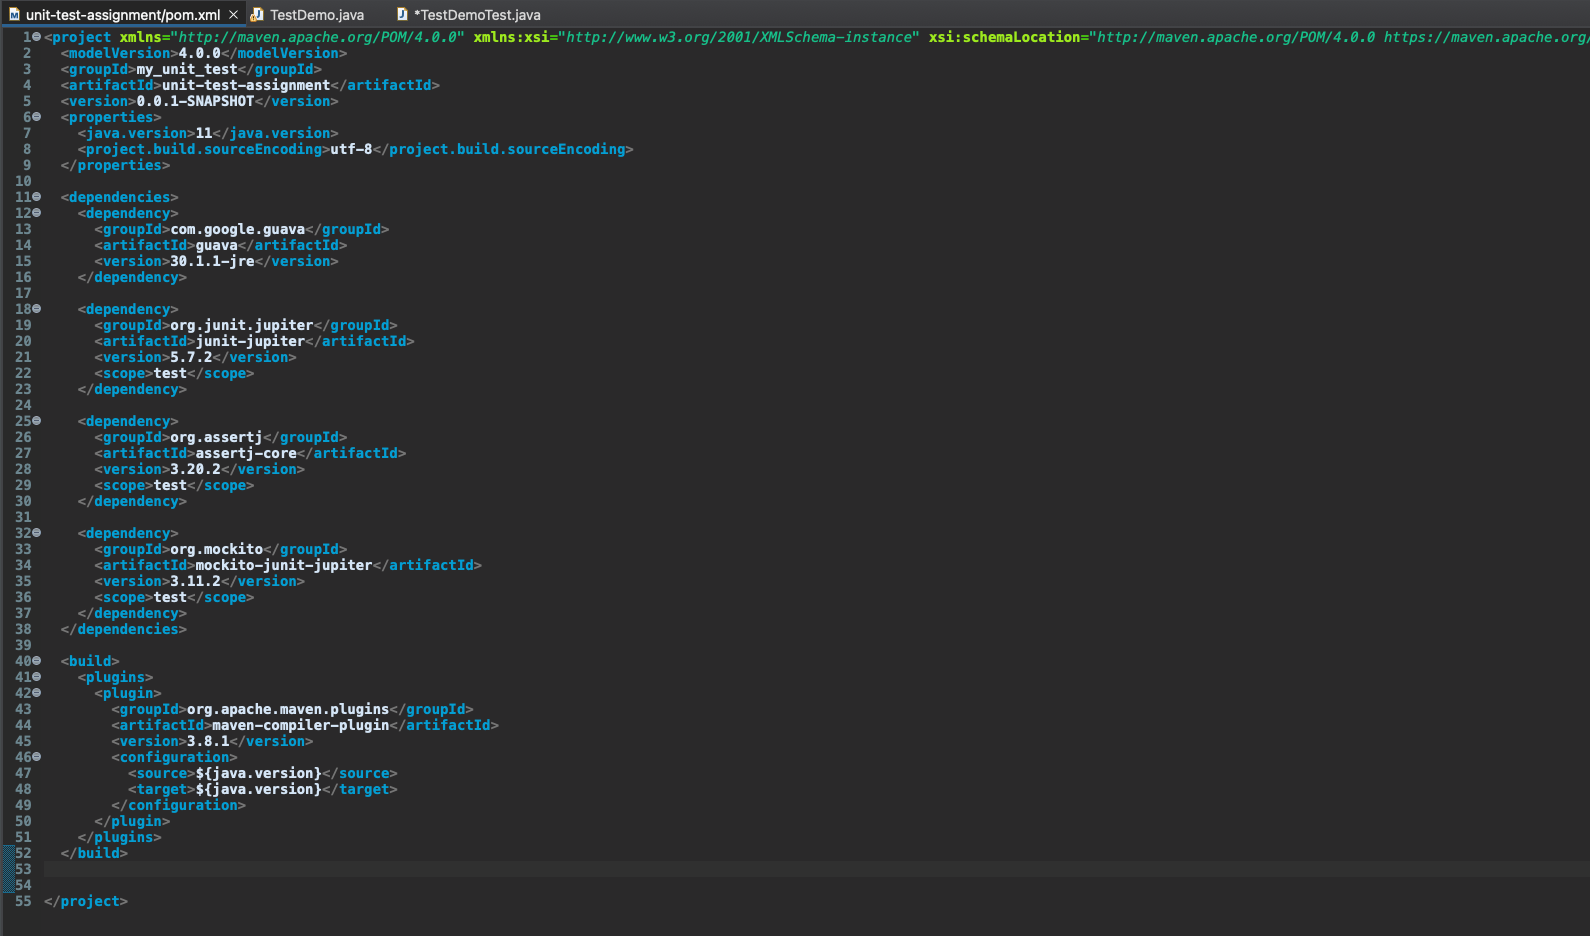 unit-test-assignment/pom.xml TestDemo.java *TestDemoTest.java
1 <project xmlns="http://maven.apache.org/POM/4.0.0" xmlns:xsi="http://www.w3.org/2001/XMLSchema-instance" xsi:schemaLocation="http://maven.apache.org/POM/4.0.0 https://maven.apache.org/
2 <modelVersion>4.0.0</modelVersion>
3 <groupId>my_unit_test</groupId>
4 <artifactId>unit-test-assignment</artifactId>
5 <version>0.0.1-SNAPSHOT</version>
6 <properties>
7 <java.version>11</java.version>
8 <project.build.sourceEncoding>utf-8</project.build.sourceEncoding>
9 </properties>
10
11 <dependencies>
12 <dependency>
13 <groupId>com.google.guava</groupId>
14 <artifactId>guava</artifactId>
15 <version>30.1.1-jre</version>
16 </dependency>
17
18 <dependency>
19 <groupId>org.junit.jupiter</groupId>
20 <artifactId>junit-jupiter</artifactId>
21 <version>5.7.2</version>
22 <scope>test</scope>
23 </dependency>
24
25 <dependency>
26 <groupId>org.assertj</groupId>
27 <artifactId>assertj-core</artifactId>
28 <version>3.20.2</version>
29 <scope>test</scope>
30 </dependency>
31
32 <dependency>
33 <groupId>org.mockito</groupId>
34 <artifactId>mockito-junit-jupiter</artifactId>
35 <version>3.11.2</version>
36 <scope>test</scope>
37 </dependency>
38 </dependencies>
39
40 <build>
41 <plugins>
42 <plugin>
43 <groupId>org.apache.maven.plugins</groupId>
44 <artifactId>maven-compiler-plugin</artifactId>
45 <version>3.8.1</version>
46 <configuration>
47 <source>${java.version}</source>
48 <target>${java.version}</target>
49 </configuration>
50 </plugin>
51 </plugins>
52 </build>
53
54
55 </project>